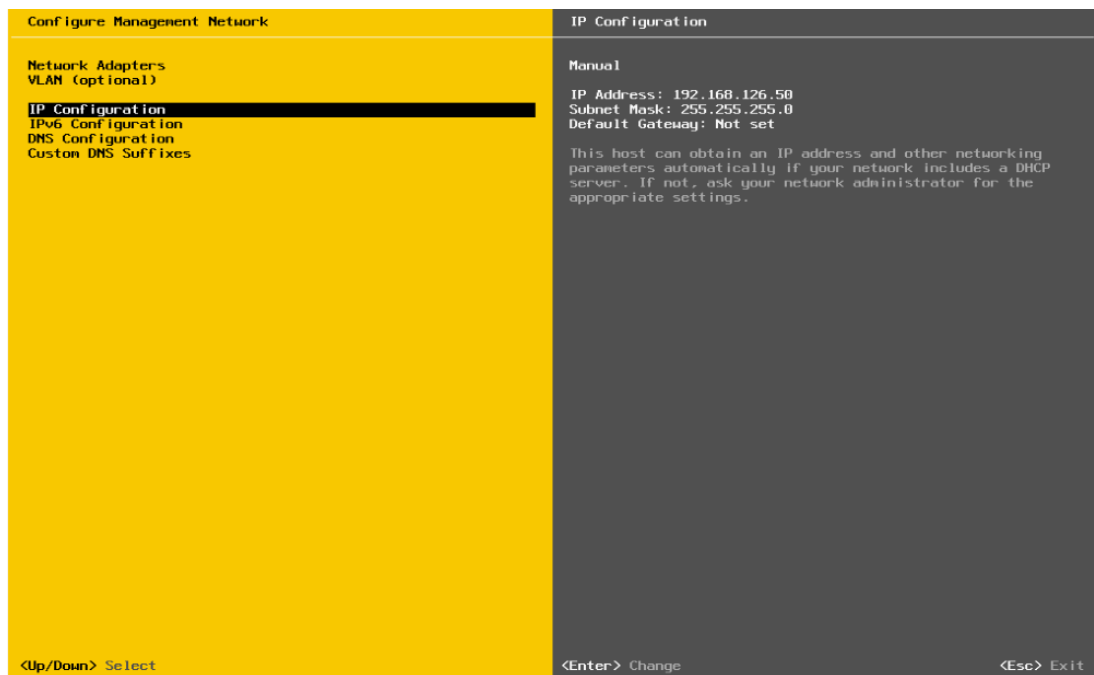 Configure Management Network
Network Adapters
VLAN (optional)
IP Configuration
IPv6 Configuration
DNS Configuration
Custom DNS Suffixes
<Up/Down> Select
IP Configuration
Manual
IP Address: 192.168.126.50
Subnet Mask: 255.255.255.0
Default Gateway: Not set
This host can obtain an IP address and other networking
parameters automatically if your network includes a DHCP
server. If not, ask your network administrator for the
appropriate settings.
<Enter> Change
<Esc> Exit